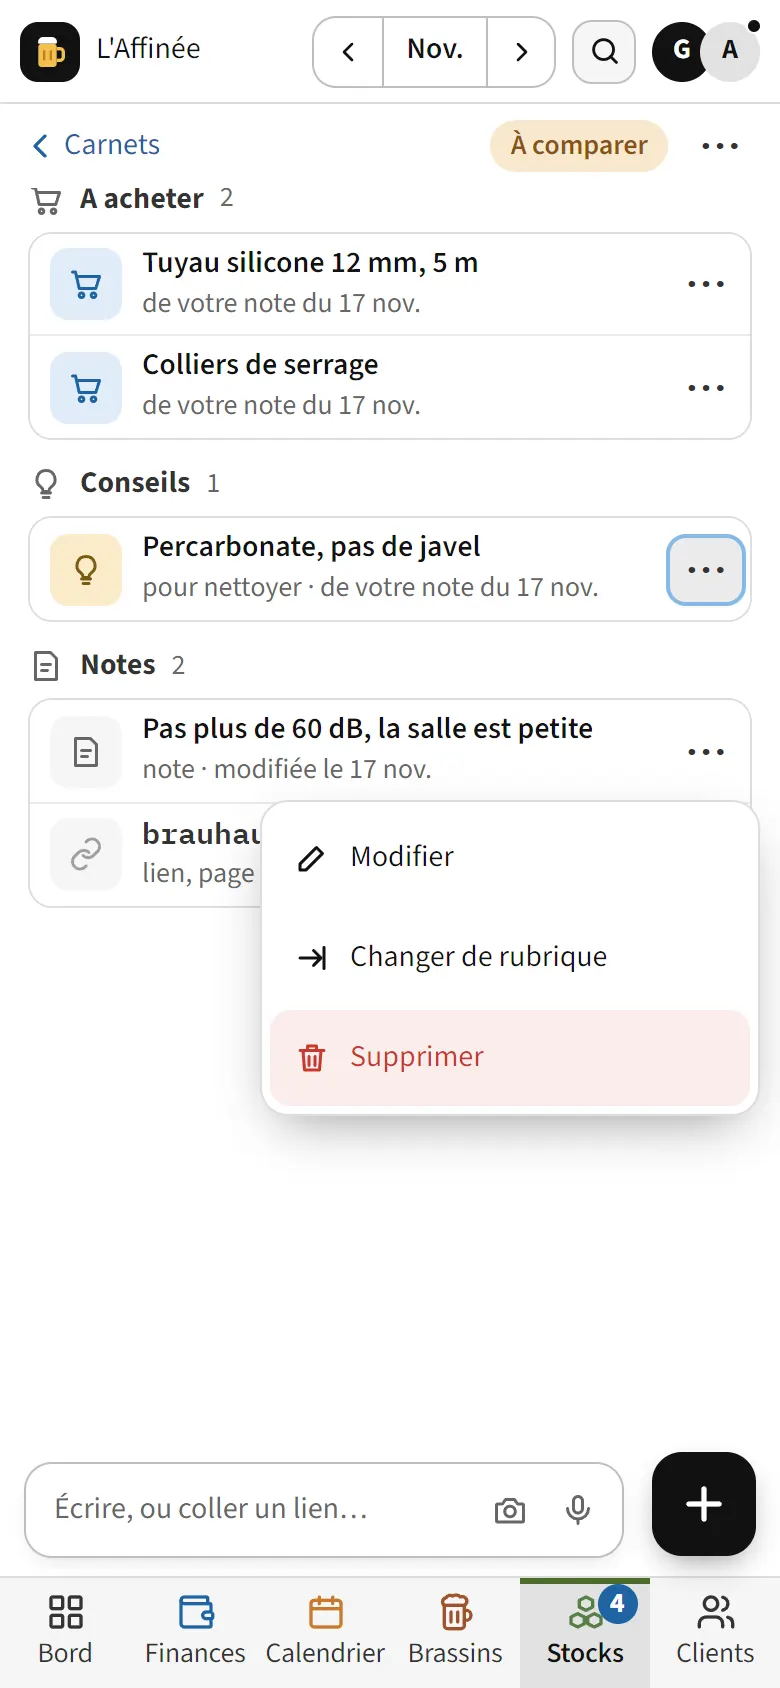 L'Affinée
Nov.
G
A
Carnets
À comparer
A acheter 2
Tuyau silicone 12 mm, 5 m
de votre note du 17 nov.
Colliers de serrage
de votre note du 17 nov.
Conseils 1
Percarbonate, pas de javel
pour nettoyer · de votre note du 17 nov.
Notes 2
Pas plus de 60 dB, la salle est petite
note · modifiée le 17 nov.
lien, page
Modifier
Changer de rubrique
Supprimer
Écrire, ou coller un lien…
4
Bord
Finances
Calendrier
Brassins
Stocks
Clients